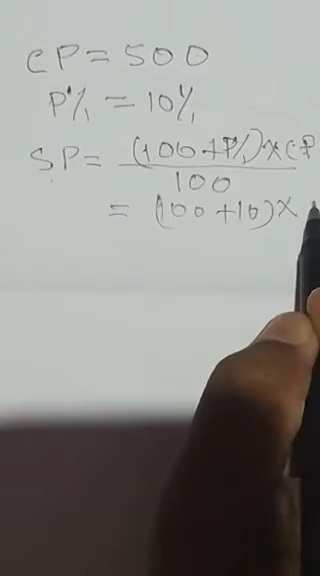 CP = 500
P% = 10%
SP = (100 + P%) × CP
100
= (100 + 10) ×